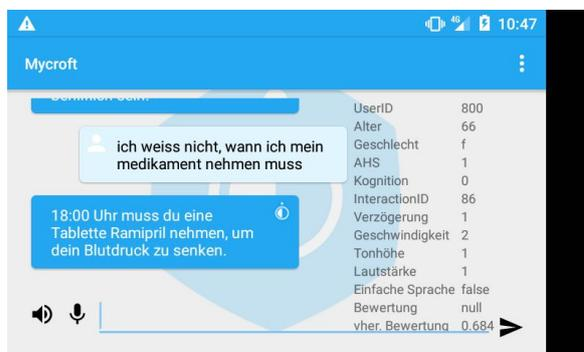 4G 10:47
Mycroft
ich weiss nicht, wann ich mein
medikament nehmen muss
18:00 Uhr muss du eine
Tablette Ramipril nehmen, um
dein Blutdruck zu senken.
UserID 800
Alter 66
Geschlecht f
AHS 1
Kognition 0
InteractionID 86
Verzögerung 1
Geschwindigkeit 2
Tonhöhe 1
Lautstärke 1
Einfache Sprache false
Bewertung null
vher. Bewertung 0.684